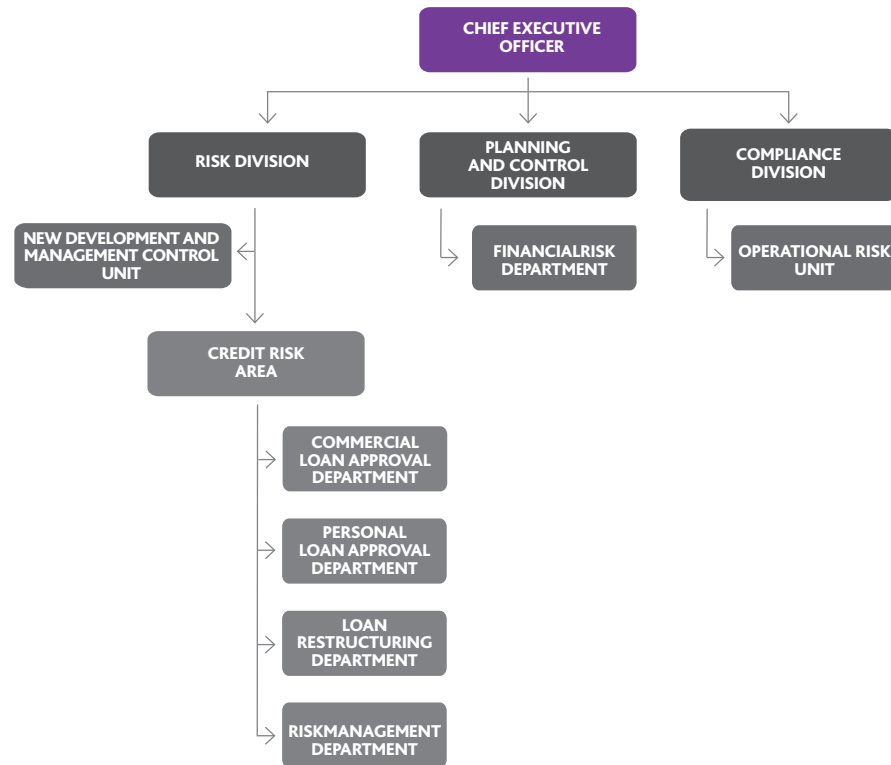 CHIEF EXECUTIVE
OFFICER
RISK DIVISION
PLANNING
AND CONTROL
DIVISION
COMPLIANCE
DIVISION
NEW DEVELOPMENT AND
MANAGEMENT CONTROL
UNIT
FINANCIALRISK
DEPARTMENT
OPERATIONAL RISK
UNIT
CREDIT RISK
AREA
COMMERCIAL
LOAN APPROVAL
DEPARTMENT
PERSONAL
LOAN APPROVAL
DEPARTMENT
LOAN
RESTRUCTURING
DEPARTMENT
RISKMANAGEMENT
DEPARTMENT